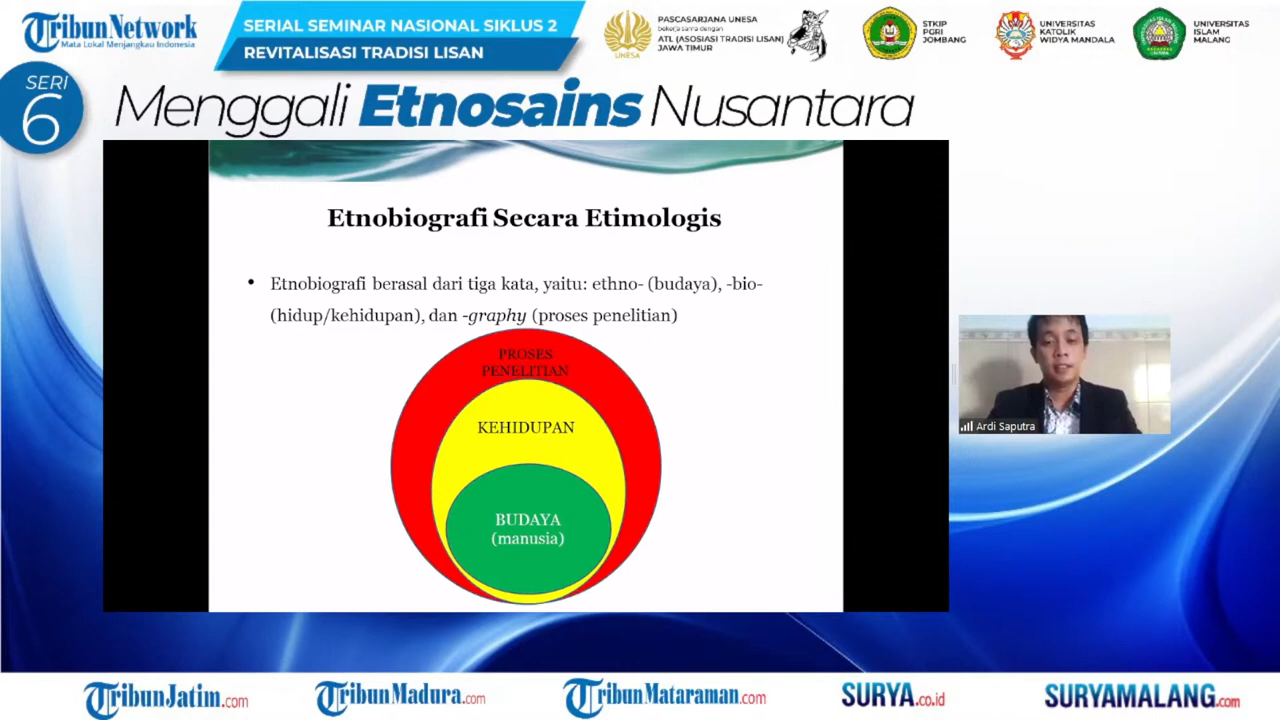 Tribun Network
Mata Lokal Menjangkau Indonesia
SERIAL SEMINAR NASIONAL SIKLUS 2
REVITALISASI TRADISI LISAN
UNESA
PASCASARJANA UNESA
bekerja sama dengan
ATL (ASOSIASI TRADISI LISAN)
JAWA TIMUR
STKIP
PGRI
JOMBANG
UNIVERSITAS
KATOLIK
WIDYA MANDALA
UNIVERSITAS
ISLAM
MALANG
SERI
6
Menggali Etnosains Nusantara
Etnobiografi Secara Etimologis
• Etnobiografi berasal dari tiga kata, yaitu: ethno- (budaya), -bio-
(hidup/kehidupan), dan -graphy (proses penelitian)
PROSES
PENELITIAN
KEHIDUPAN
BUDAYA
(manusia)
Ardi Saputra
TribunJatim.com
TribunMadura.com
TribunMataraman.com
SURYA.co.id
SURYAMALANG.com